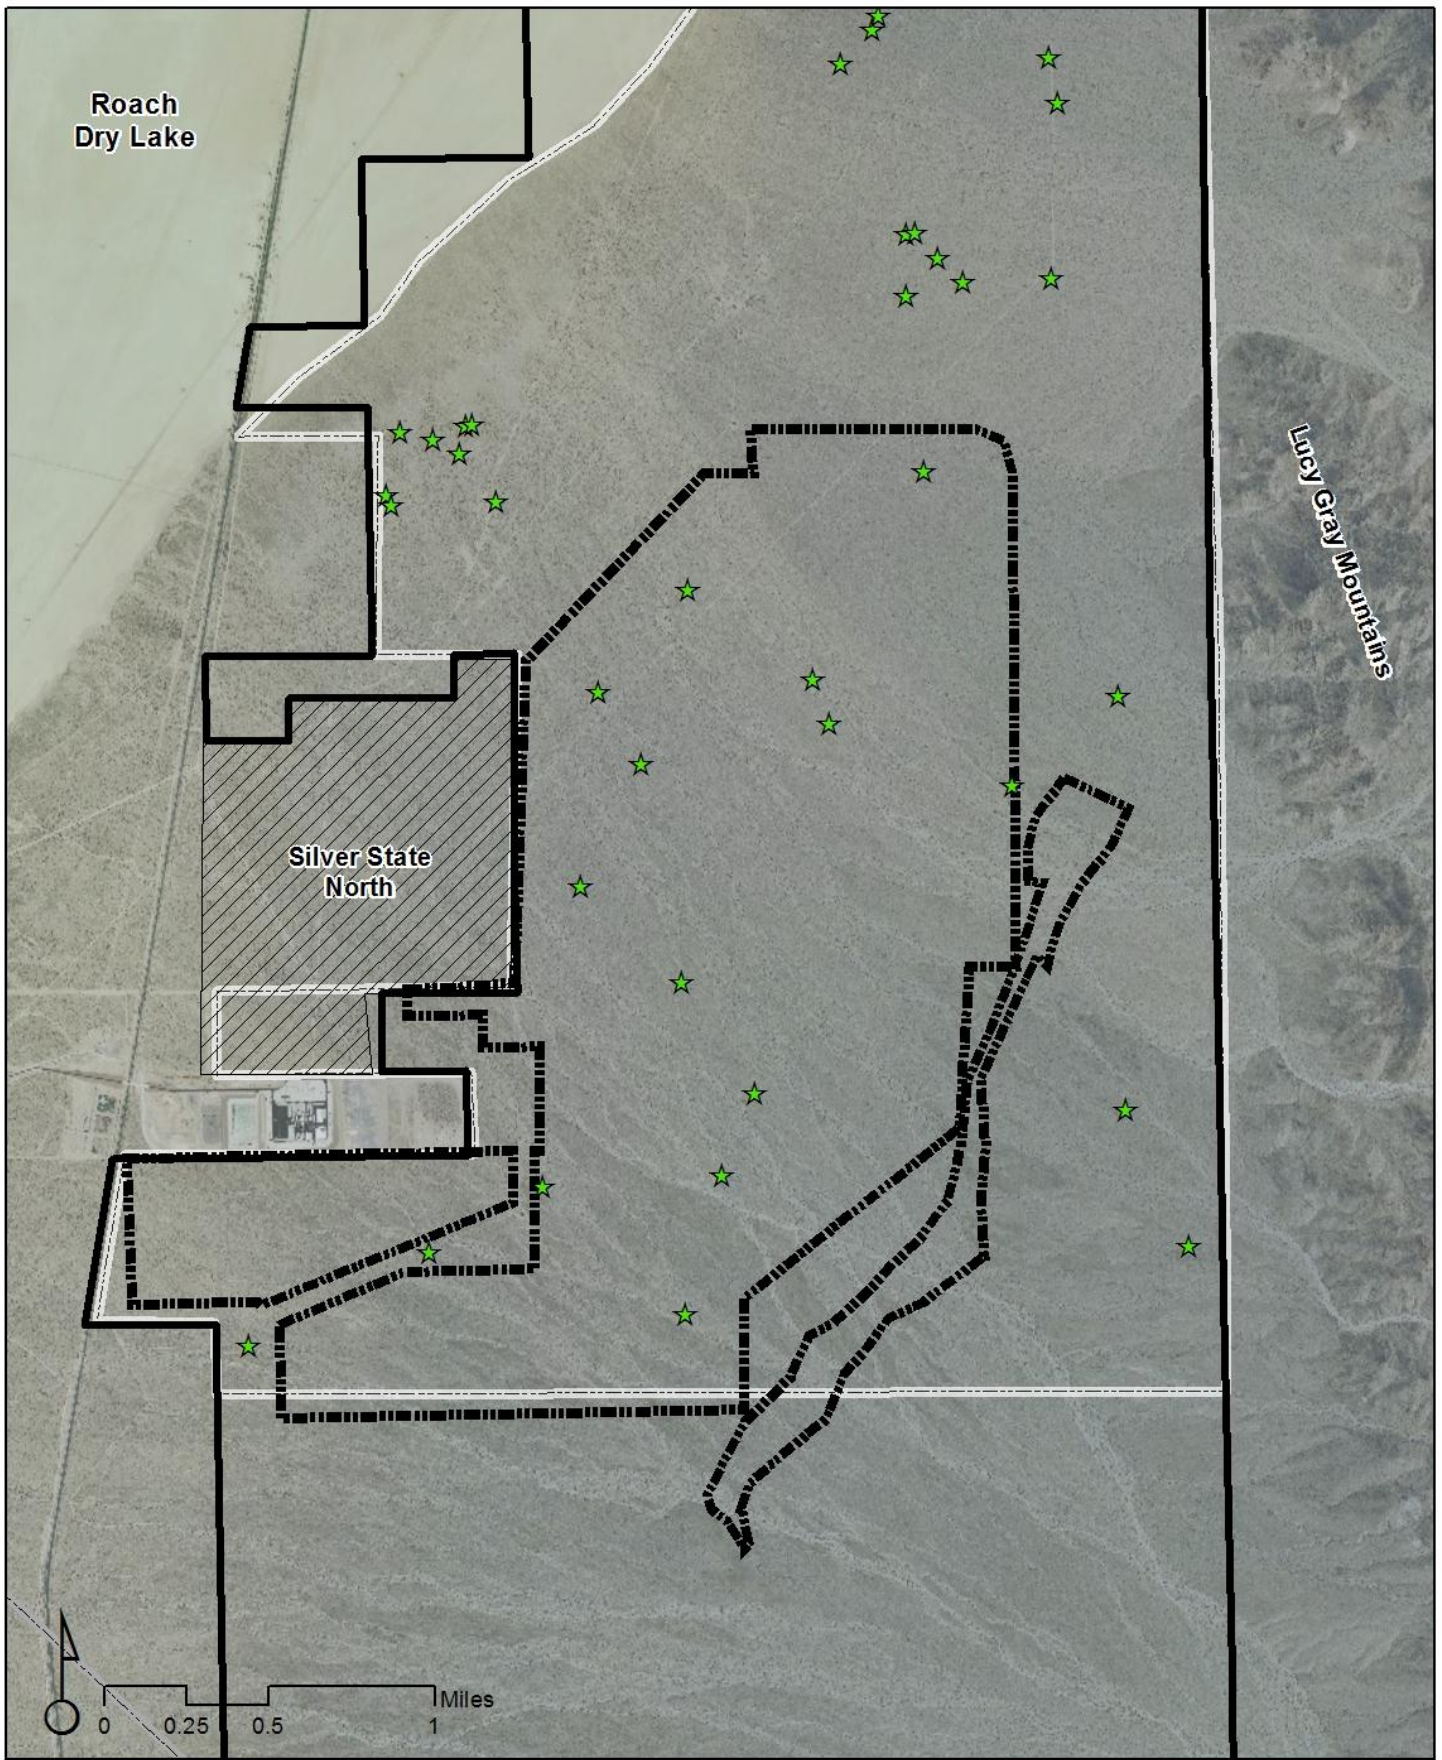 Roach
Dry Lake
Lucy Gray Mountains
Silver State
North
Miles
0 0.25 0.5 1